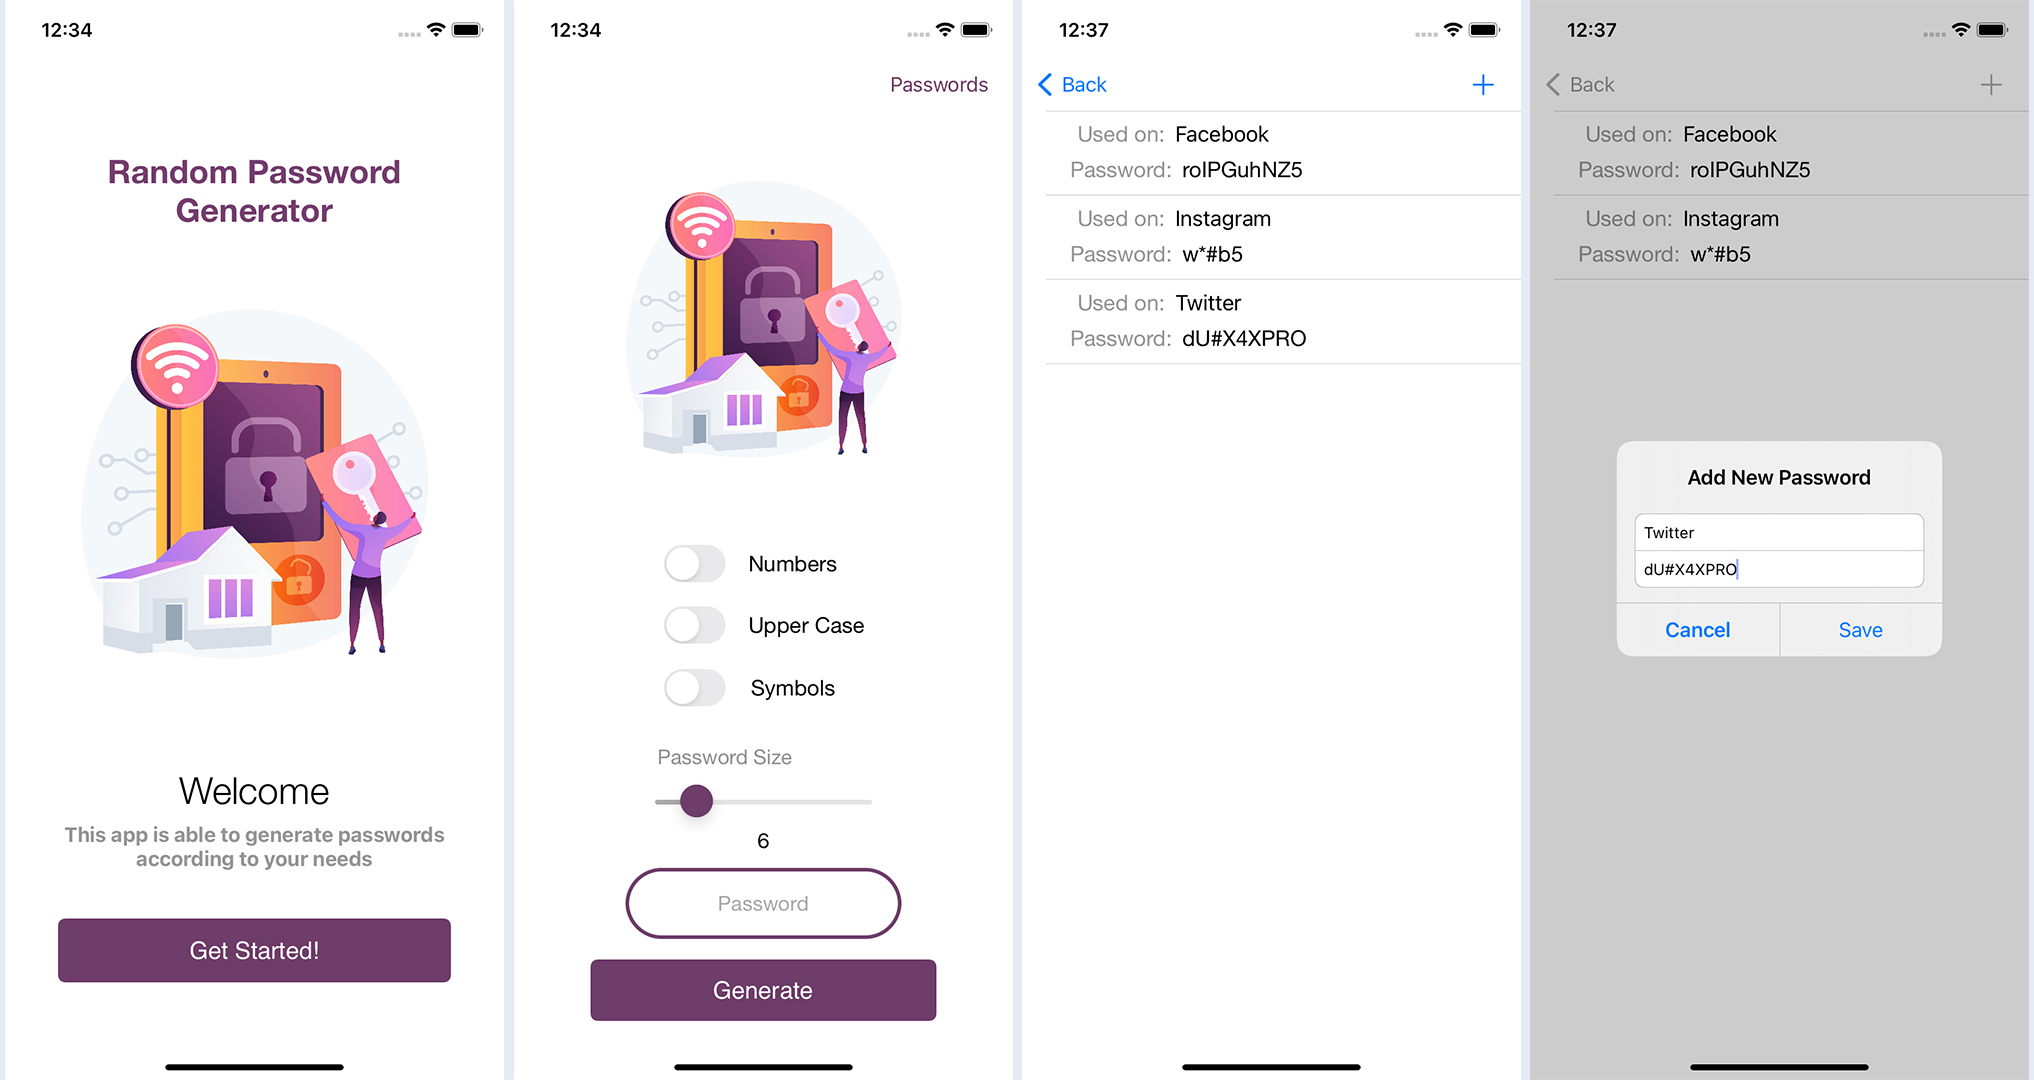 12:34
Random Password
Generator
Welcome
This app is able to generate passwords
according to your needs
Get Started!
12:34
Passwords
Numbers
Upper Case
Symbols
Password Size
6
Password
Generate
12:37
Back
Used on: Facebook
Password: roIPGuhNZ5
Used on: Instagram
Password: w*#b5
Used on: Twitter
Password: dU#X4XPRO
12:37
Back
Used on: Facebook
Password: roIPGuhNZ5
Used on: Instagram
Password: w*#b5
Add New Password
Twitter
dU#X4XPRO
Cancel
Save